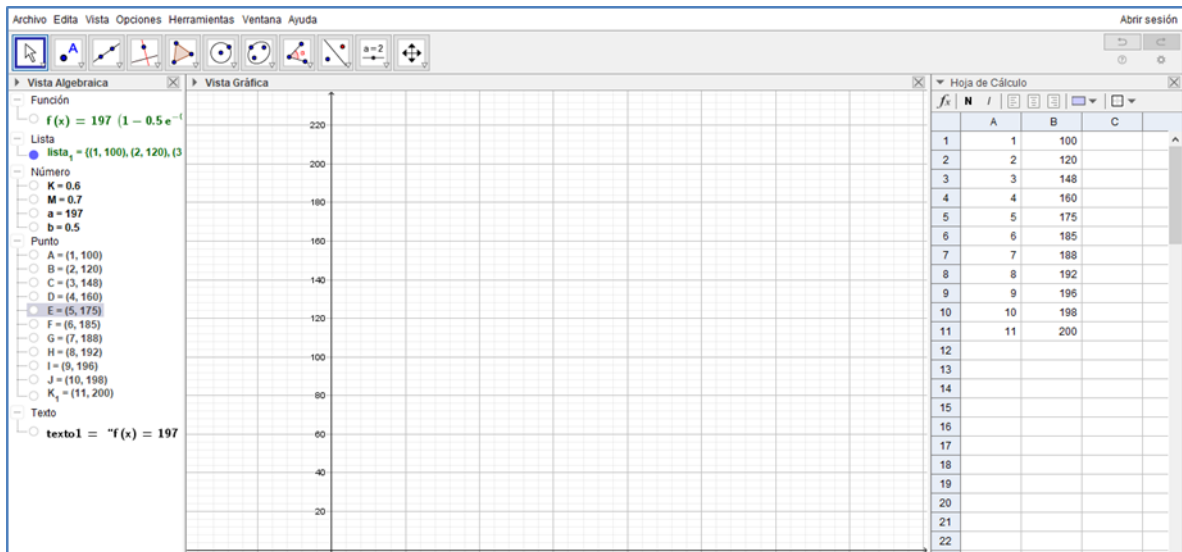 Archivo Edita Vista Opciones Herramientas Ventana Ayuda
Abrir sesión
a=2
Vista Algebraica
Función
f(x) = 197 (1 − 0.5 e
Lista
lista₁ = {(1, 100), (2, 120), (3
Número
K = 0.6
M = 0.7
a = 197
b = 0.5
Punto
A = (1, 100)
B = (2, 120)
C = (3, 148)
D = (4, 160)
E = (5, 175)
F = (6, 185)
G = (7, 188)
H = (8, 192)
I = (9, 196)
J = (10, 198)
K₁ = (11, 200)
Texto
texto1 = “f(x) = 197
Vista Gráfica
220
200
180
160
140
120
100
80
60
40
20
Hoja de Cálculo
fx N I
A B C
1 1 100
2 2 120
3 3 148
4 4 160
5 5 175
6 6 185
7 7 188
8 8 192
9 9 196
10 10 198
11 11 200
12
13
14
15
16
17
18
19
20
21
22